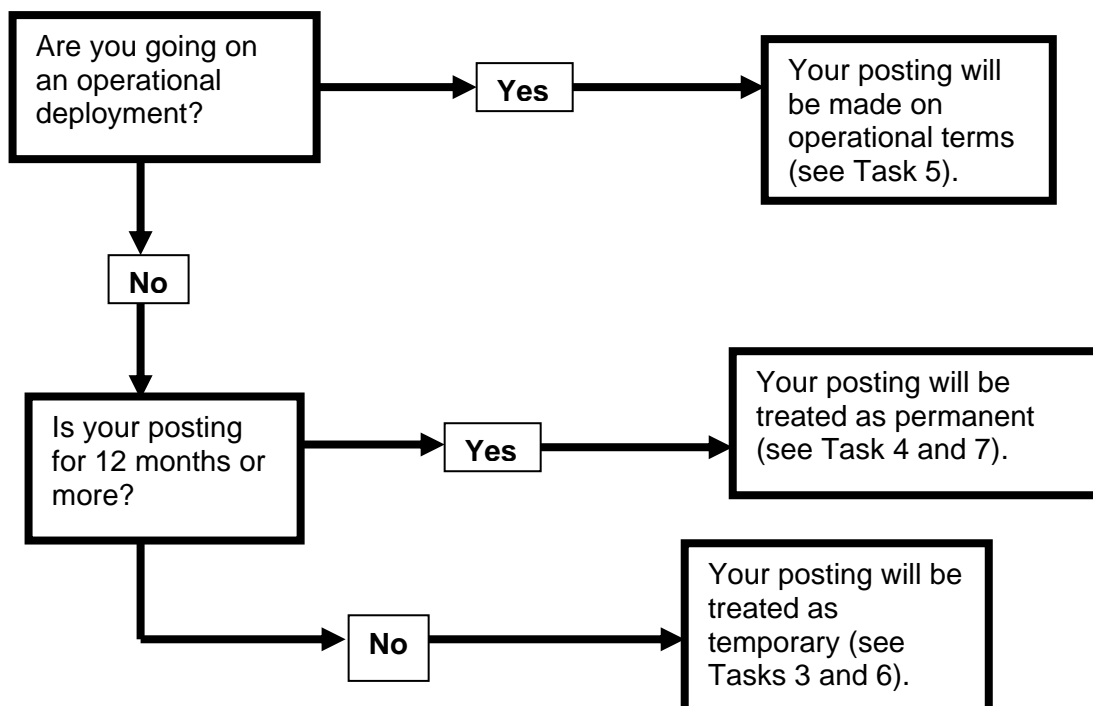 Are you going on
an operational
deployment?
Yes
Your posting will
be made on
operational terms
(see Task 5).
No
Is your posting
for 12 months or
more?
Yes
Your posting will be
treated as permanent
(see Task 4 and 7).
No
Your posting will be
treated as
temporary (see
Tasks 3 and 6).